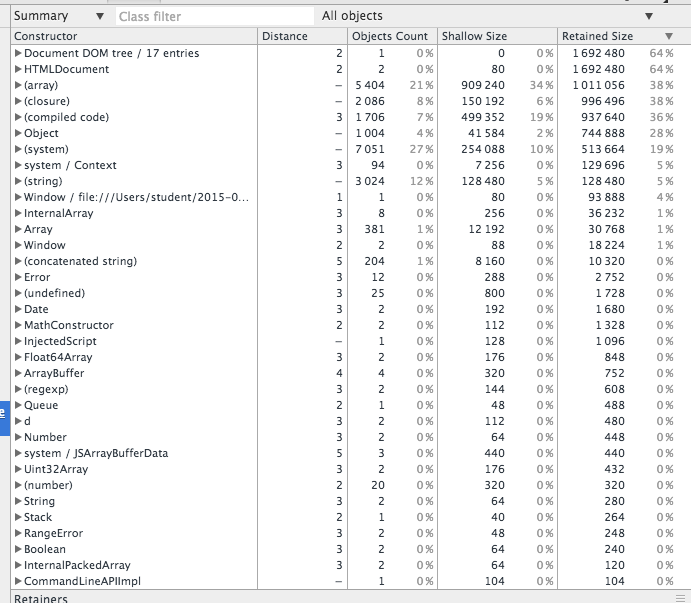 Summary ▼ Class filter All objects ▼
Constructor Distance Objects Count Shallow Size Retained Size ▼
▶Document DOM tree / 17 entries 2 1 0% 0 0% 1 692 480 64%
▶HTMLDocument 2 2 0% 80 0% 1 692 480 64%
▶(array) – 5 404 21% 909 240 34% 1 011 056 38%
▶(closure) – 2 086 8% 150 192 6% 996 496 38%
▶(compiled code) 3 1 706 7% 499 352 19% 937 640 36%
▶Object – 1 004 4% 41 584 2% 744 888 28%
▶(system) – 7 051 27% 254 088 10% 513 664 19%
▶system / Context 3 94 0% 7 256 0% 129 696 5%
▶(string) – 3 024 12% 128 480 5% 128 480 5%
▶Window / file:///Users/student/2015-0... 1 1 0% 80 0% 93 888 4%
▶InternalArray 3 8 0% 256 0% 36 232 1%
▶Array 3 381 1% 12 192 0% 30 768 1%
▶Window 2 2 0% 88 0% 18 224 1%
▶(concatenated string) 5 204 1% 8 160 0% 10 320 0%
▶Error 3 12 0% 288 0% 2 752 0%
▶(undefined) 3 25 0% 800 0% 1 728 0%
▶Date 3 2 0% 192 0% 1 680 0%
▶MathConstructor 2 2 0% 112 0% 1 328 0%
▶InjectedScript – 1 0% 128 0% 1 096 0%
▶Float64Array 3 2 0% 176 0% 848 0%
▶ArrayBuffer 4 4 0% 320 0% 752 0%
▶(regexp) 3 2 0% 144 0% 608 0%
▶Queue 2 1 0% 48 0% 488 0%
▶d 3 2 0% 112 0% 480 0%
▶Number 3 2 0% 64 0% 448 0%
▶system / JSArrayBufferData 5 3 0% 440 0% 440 0%
▶Uint32Array 3 2 0% 176 0% 432 0%
▶(number) 2 20 0% 320 0% 320 0%
▶String 3 2 0% 64 0% 280 0%
▶Stack 2 1 0% 40 0% 264 0%
▶RangeError 3 2 0% 48 0% 248 0%
▶Boolean 3 2 0% 64 0% 240 0%
▶InternalPackedArray 3 2 0% 64 0% 120 0%
▶CommandLineAPIImpl – 1 0% 104 0% 104 0%
Retainers